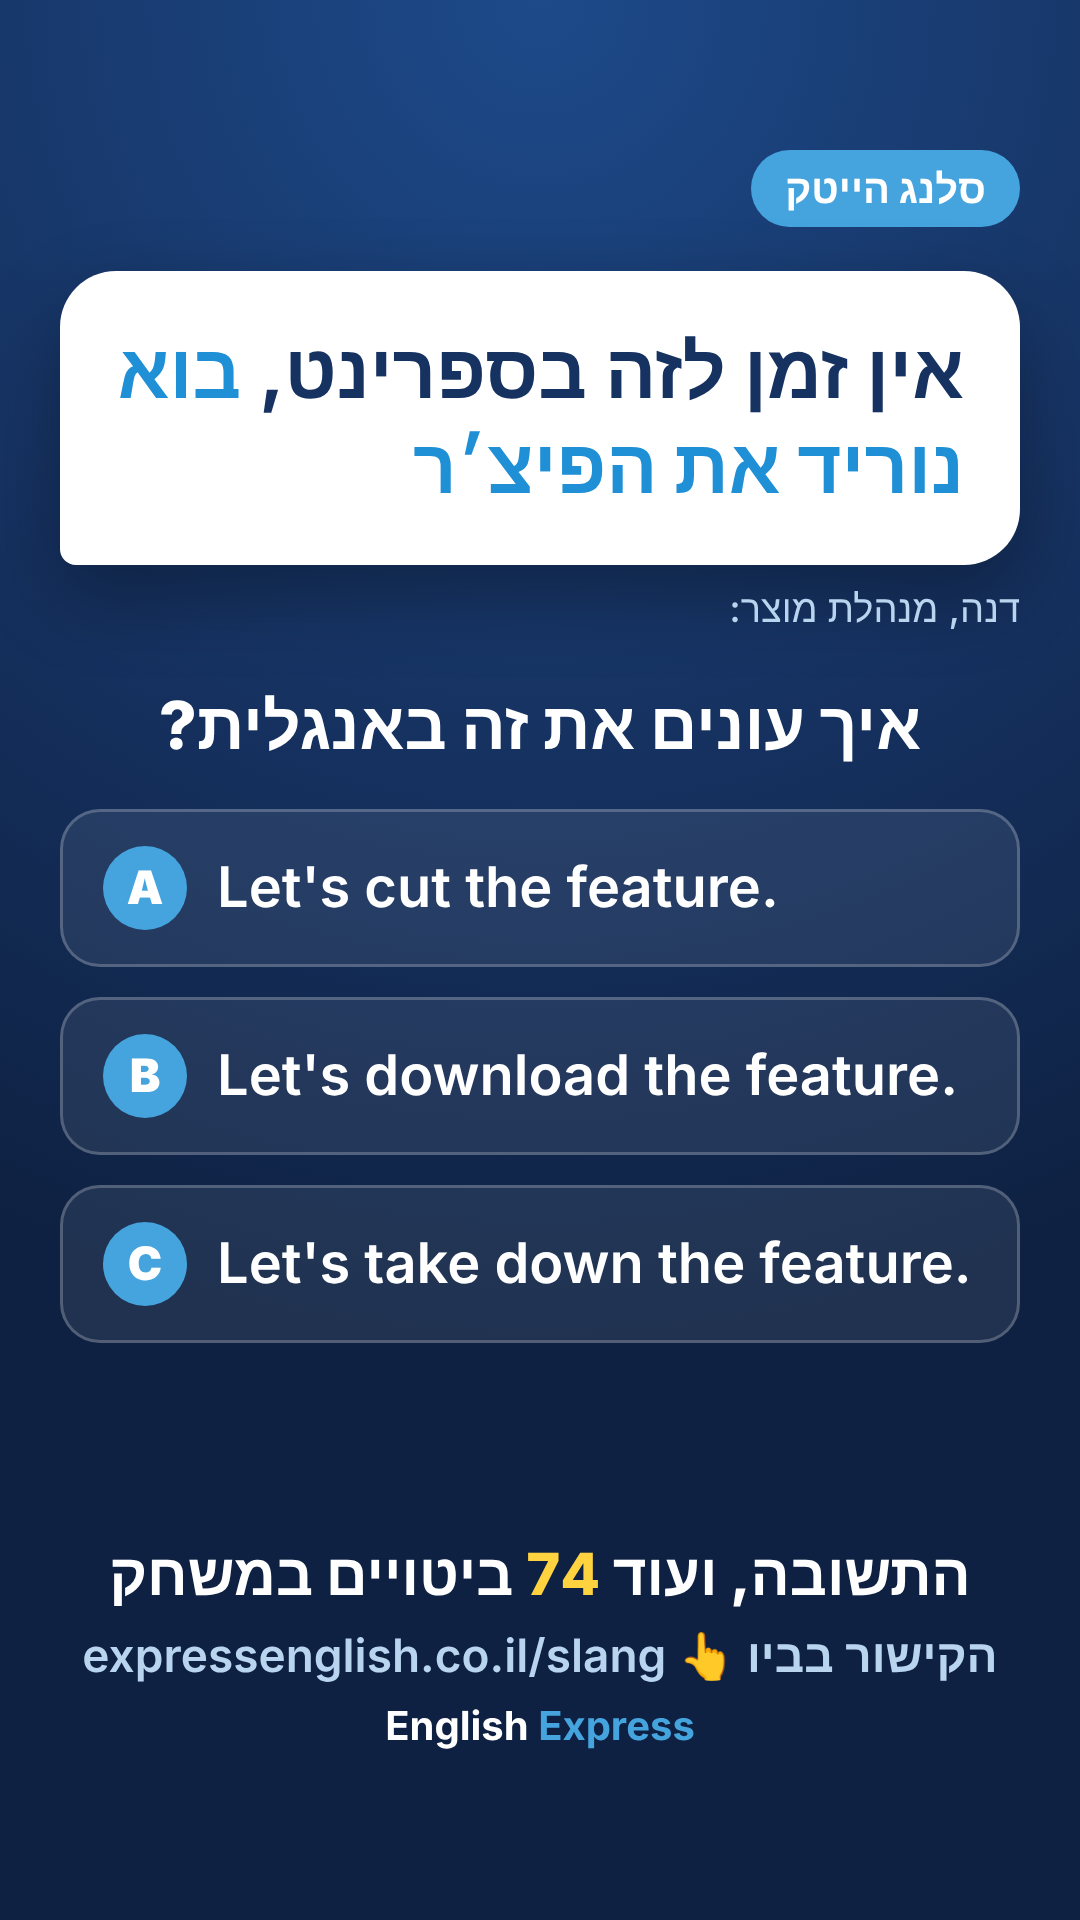 סלנג הייטק
אין זמן לזה בספרינט, בוא
נוריד את הפיצ׳ר
דנה, מנהלת מוצר:
איך עונים את זה באנגלית?
A Let's cut the feature.
B Let's download the feature.
C Let's take down the feature.
התשובה, ועוד 74 ביטויים במשחק
הקישור בביו 👆 expressenglish.co.il/slang
English Express